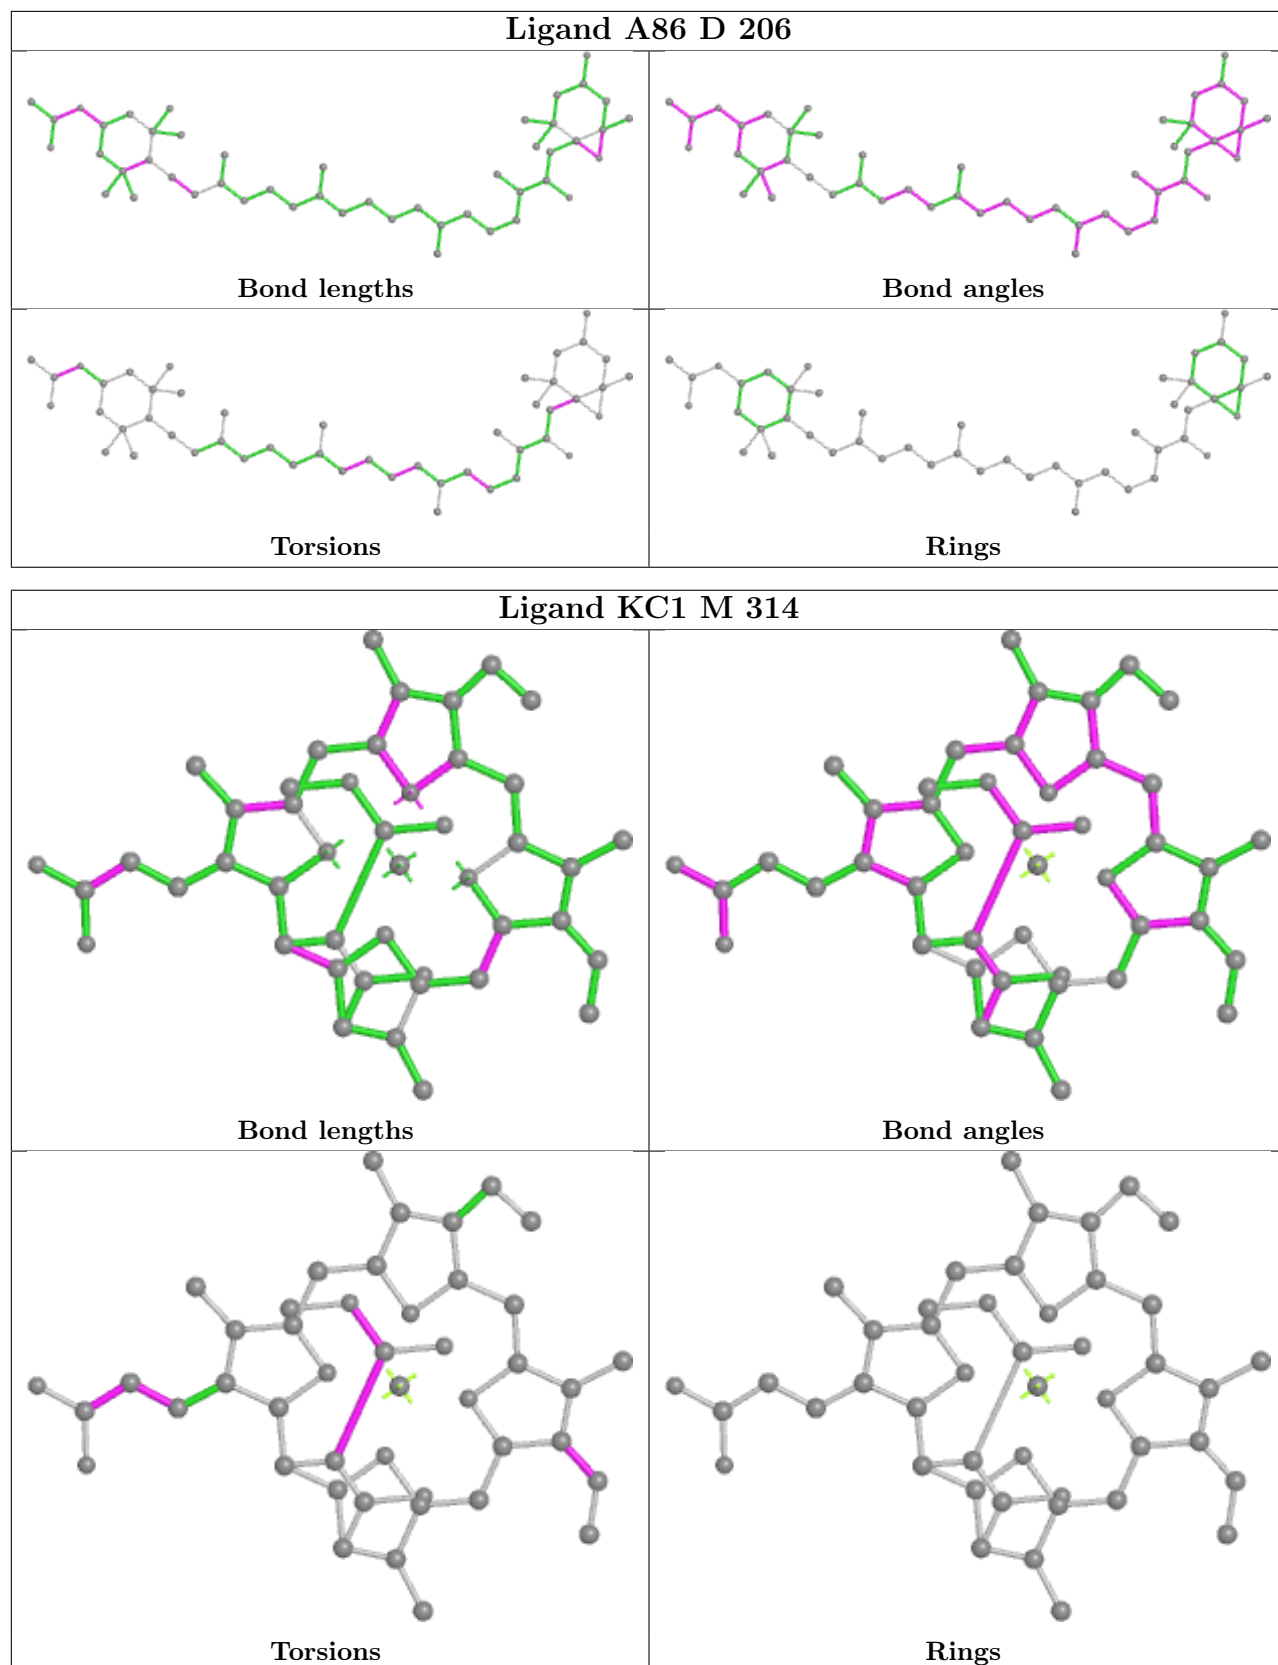 Ligand A86 D 206
Bond lengths
Bond angles
Torsions
Rings
Ligand KC1 M 314
Bond lengths
Bond angles
Torsions
Rings